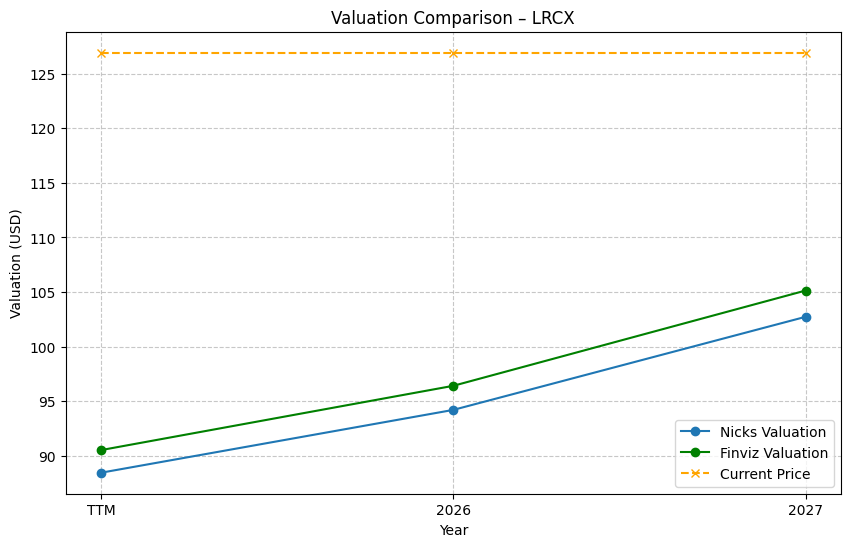 Valuation Comparison – LRCX
Valuation (USD)
125
120
115
110
105
100
95
90
TTM
2026
2027
Year
Nicks Valuation
Finviz Valuation
Current Price